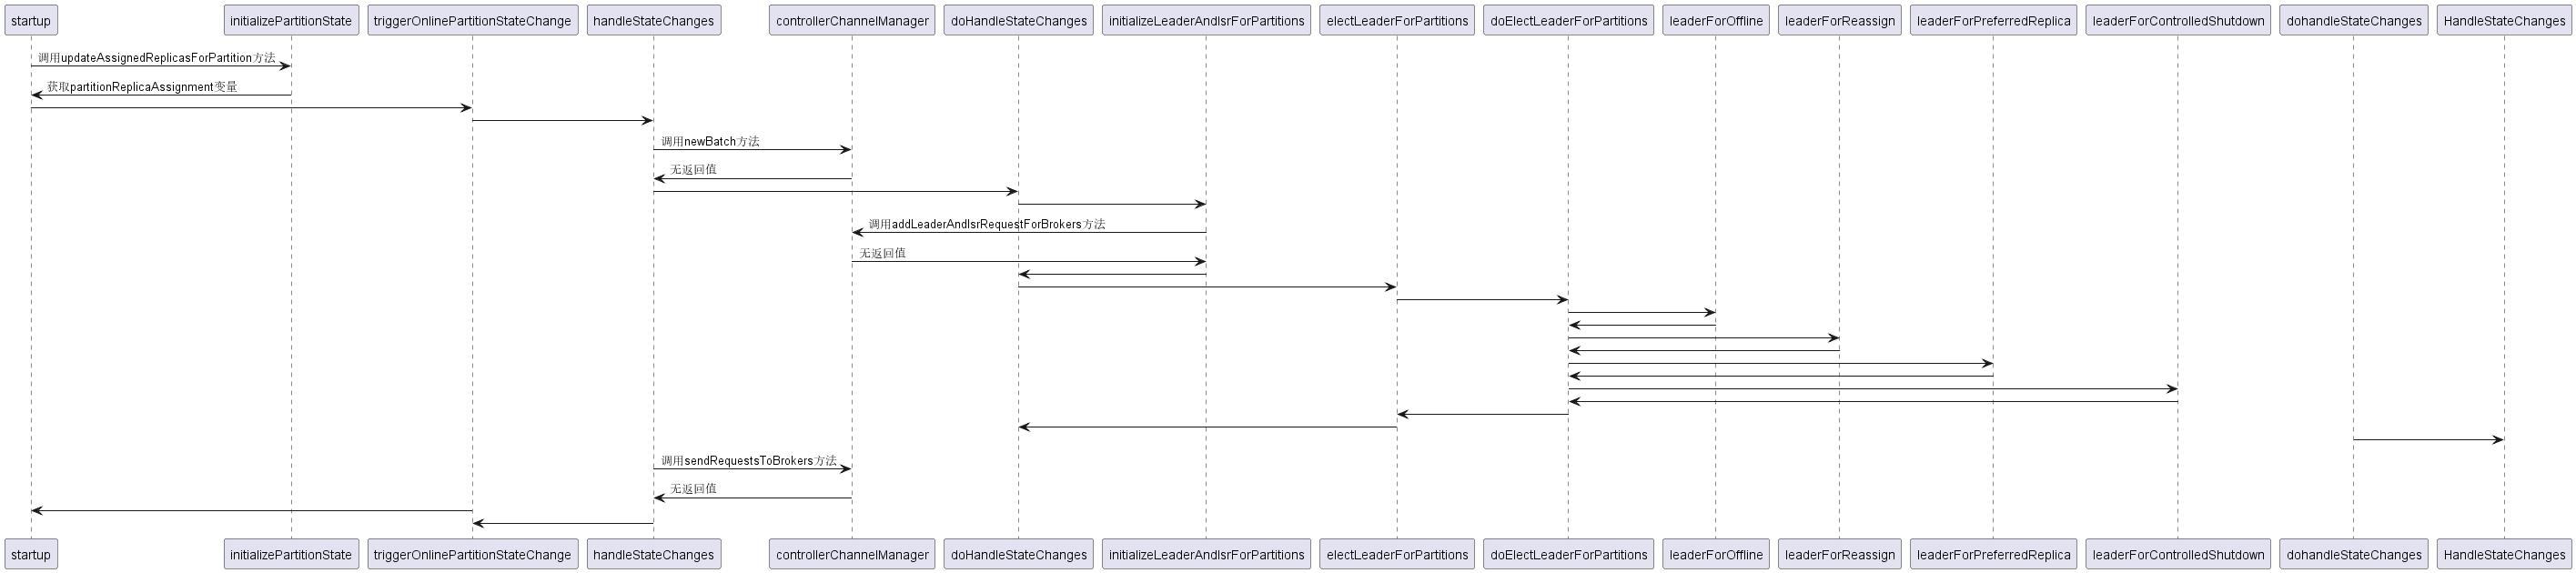 startup
initializePartitionState
triggerOnlinePartitionStateChange
handleStateChanges
controllerChannelManager
doHandleStateChanges
initializeLeaderAndIsrForPartitions
electLeaderForPartitions
doElectLeaderForPartitions
leaderForOffline
leaderForReassign
leaderForPreferredReplica
leaderForControlledShutdown
dohandleStateChanges
HandleStateChanges
调用updateAssignedReplicasForPartition方法
获取partitionReplicaAssignment变量
调用newBatch方法
无返回值
调用addLeaderAndIsrRequestForBrokers方法
无返回值
调用sendRequestsToBrokers方法
无返回值
startup
initializePartitionState
triggerOnlinePartitionStateChange
handleStateChanges
controllerChannelManager
doHandleStateChanges
initializeLeaderAndIsrForPartitions
electLeaderForPartitions
doElectLeaderForPartitions
leaderForOffline
leaderForReassign
leaderForPreferredReplica
leaderForControlledShutdown
dohandleStateChanges
HandleStateChanges